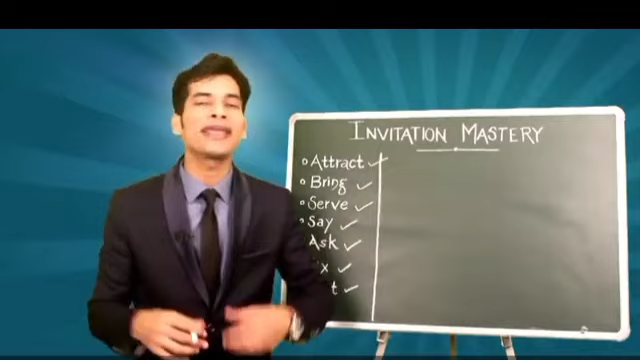 INVITATION MASTERY
Attract
Bring
Serve
Say
Ask